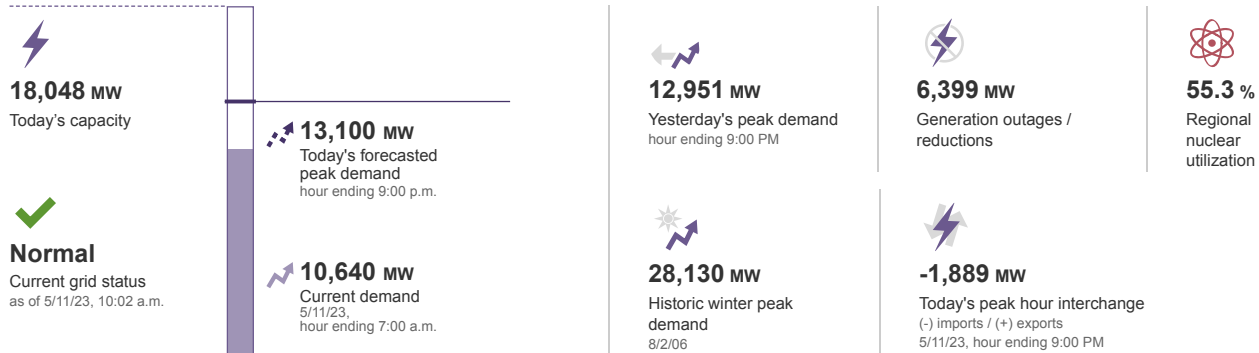 18,048 MW
Today's capacity
Normal
Current grid status
as of 5/11/23, 10:02 a.m.
13,100 MW
Today's forecasted
peak demand
hour ending 9:00 p.m.
10,640 MW
Current demand
5/11/23,
hour ending 7:00 a.m.
12,951 MW
Yesterday's peak demand
hour ending 9:00 PM
6,399 MW
Generation outages /
reductions
55.3 %
Regional
nuclear
utilization
28,130 MW
Historic winter peak
demand
8/2/06
-1,889 MW
Today's peak hour interchange
(-) imports / (+) exports
5/11/23, hour ending 9:00 PM